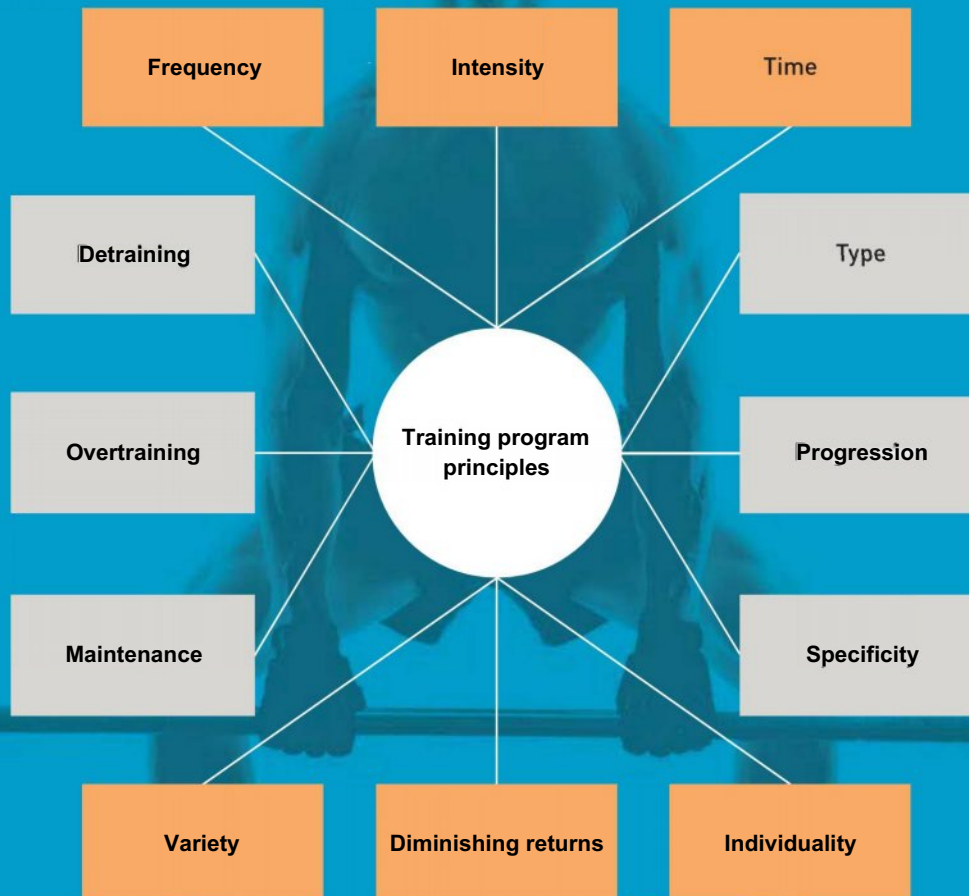 Frequency
Intensity
Time
Detraining
Type
Training program
principles
Overtraining
Progression
Maintenance
Specificity
Variety
Diminishing returns
Individuality